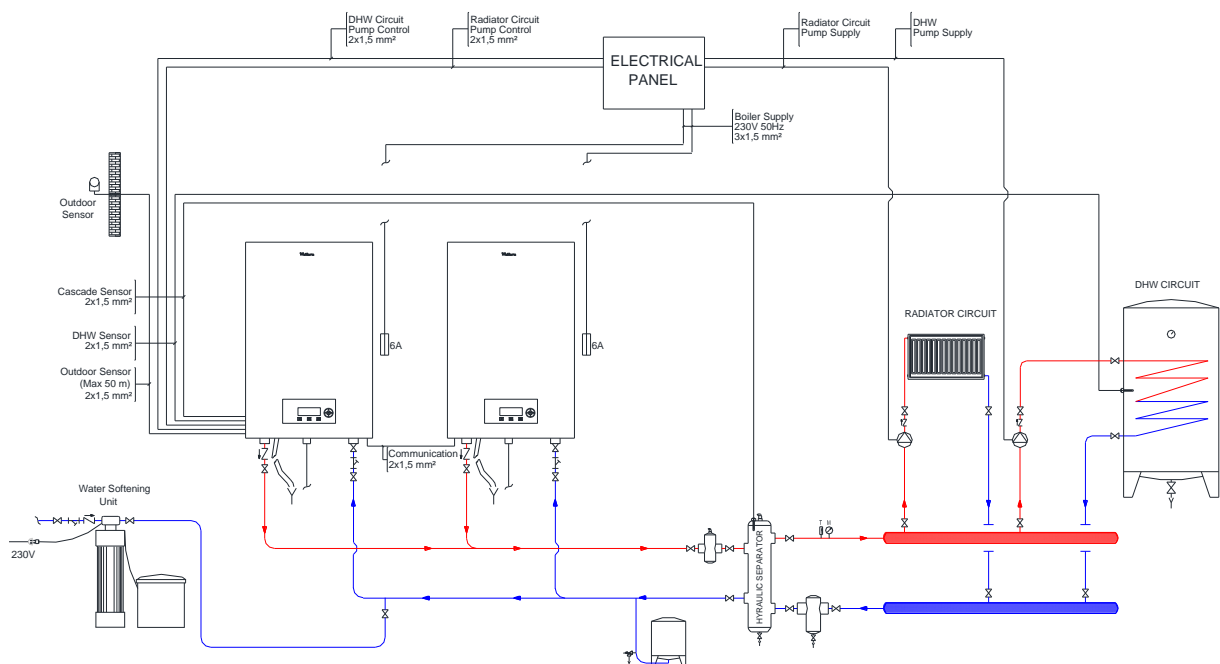 DHW Circuit
Pump Control
2x1,5 mm²
Radiator Circuit
Pump Control
2x1,5 mm²
ELECTRICAL
PANEL
Radiator Circuit
Pump Supply
DHW
Pump Supply
Boiler Supply
230V 50Hz
3x1,5 mm²
Outdoor
Sensor
Cascade Sensor
2x1,5 mm²
DHW Sensor
2x1,5 mm²
Outdoor Sensor
(Max 50 m)
2x1,5 mm²
6A
6A
RADIATOR CIRCUIT
DHW CIRCUIT
Communication
2x1,5 mm²
Water Softening
Unit
230V
HYRAULIC SEPARATOR
T
M